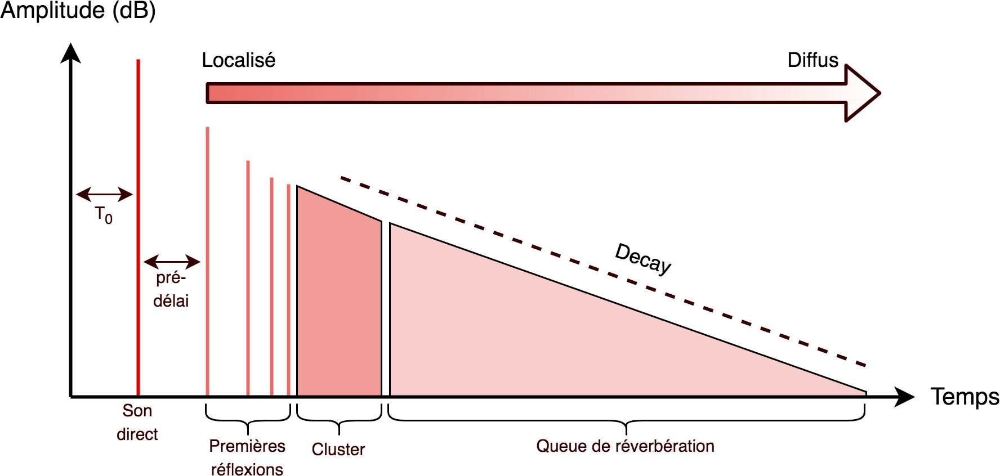 Amplitude (dB)
Localisé
Diffus
T0
pré-
délai
Decay
Temps
Son
direct
Premières
réflexions
Cluster
Queue de réverbération